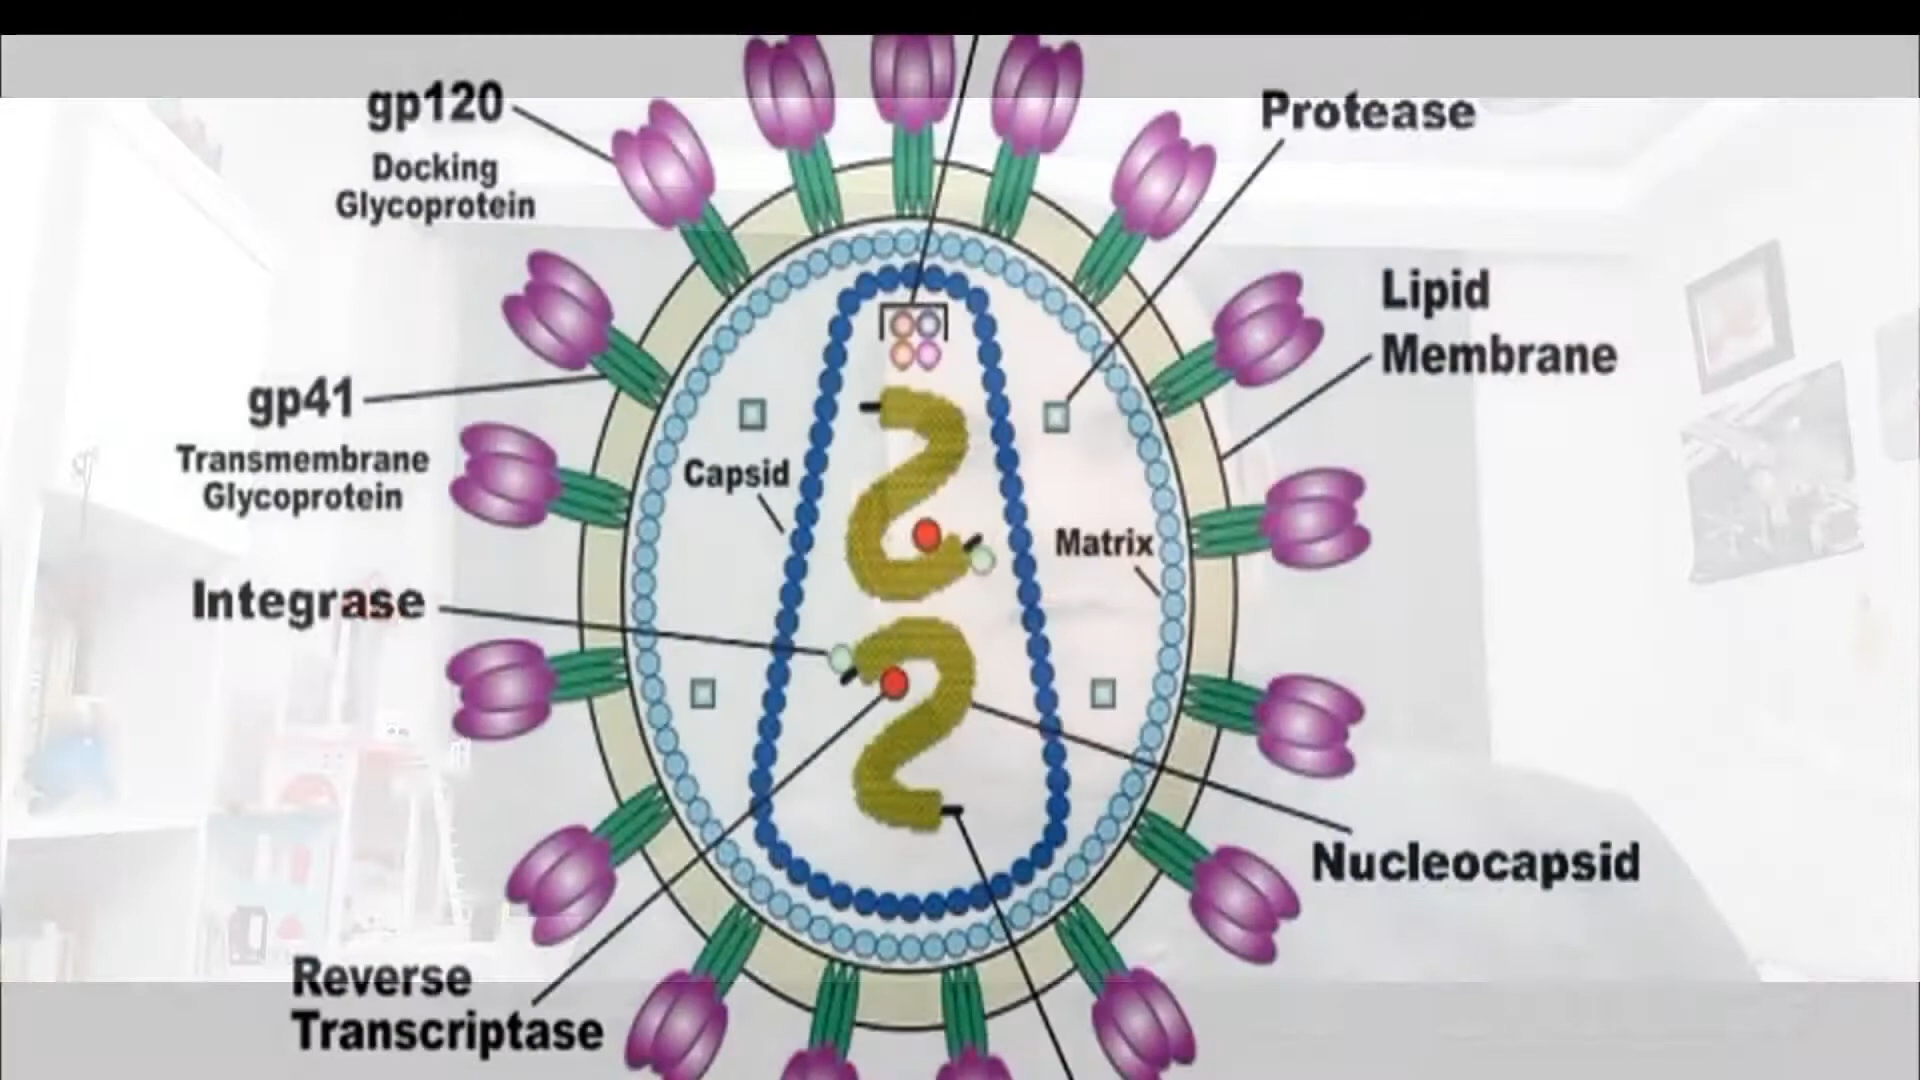 gp120
Docking
Glycoprotein
Protease
Lipid
Membrane
gp41
Transmembrane
Glycoprotein
Capsid
Matrix
Integrase
Nucleocapsid
Reverse
Transcriptase